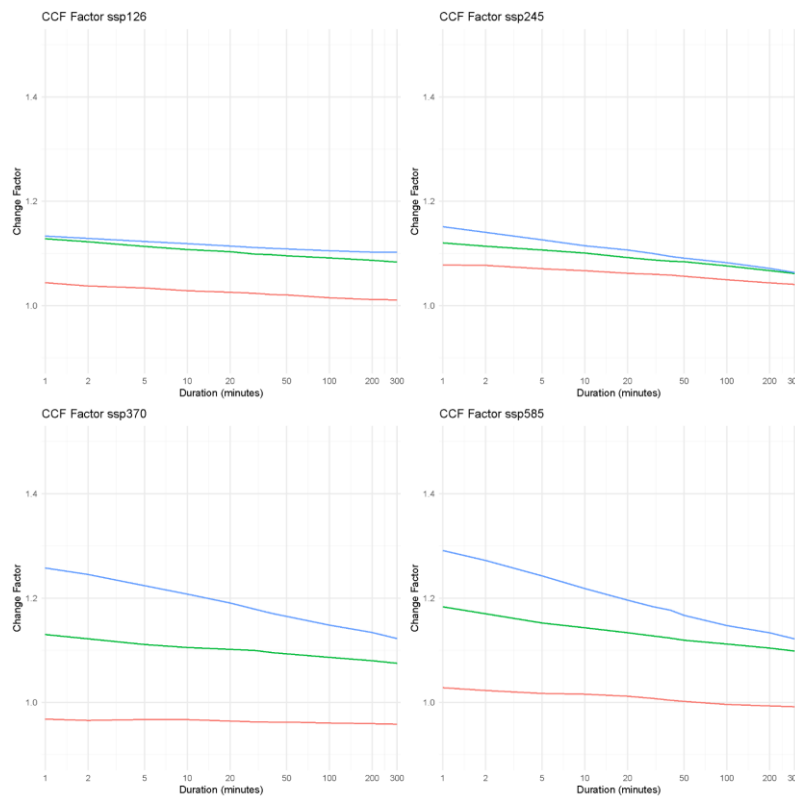 CCF Factor ssp126
CCF Factor ssp245
1.4
1.2
1.0
Change Factor
1 2 5 10 20 50 100 200 300
Duration (minutes)
1.4
1.2
1.0
Change Factor
1 2 5 10 20 50 100 200 30
Duration (minutes)
CCF Factor ssp370
CCF Factor ssp585
1.4
1.2
1.0
Change Factor
1 2 5 10 20 50 100 200 300
Duration (minutes)
1.4
1.2
1.0
Change Factor
1 2 5 10 20 50 100 200 30
Duration (minutes)